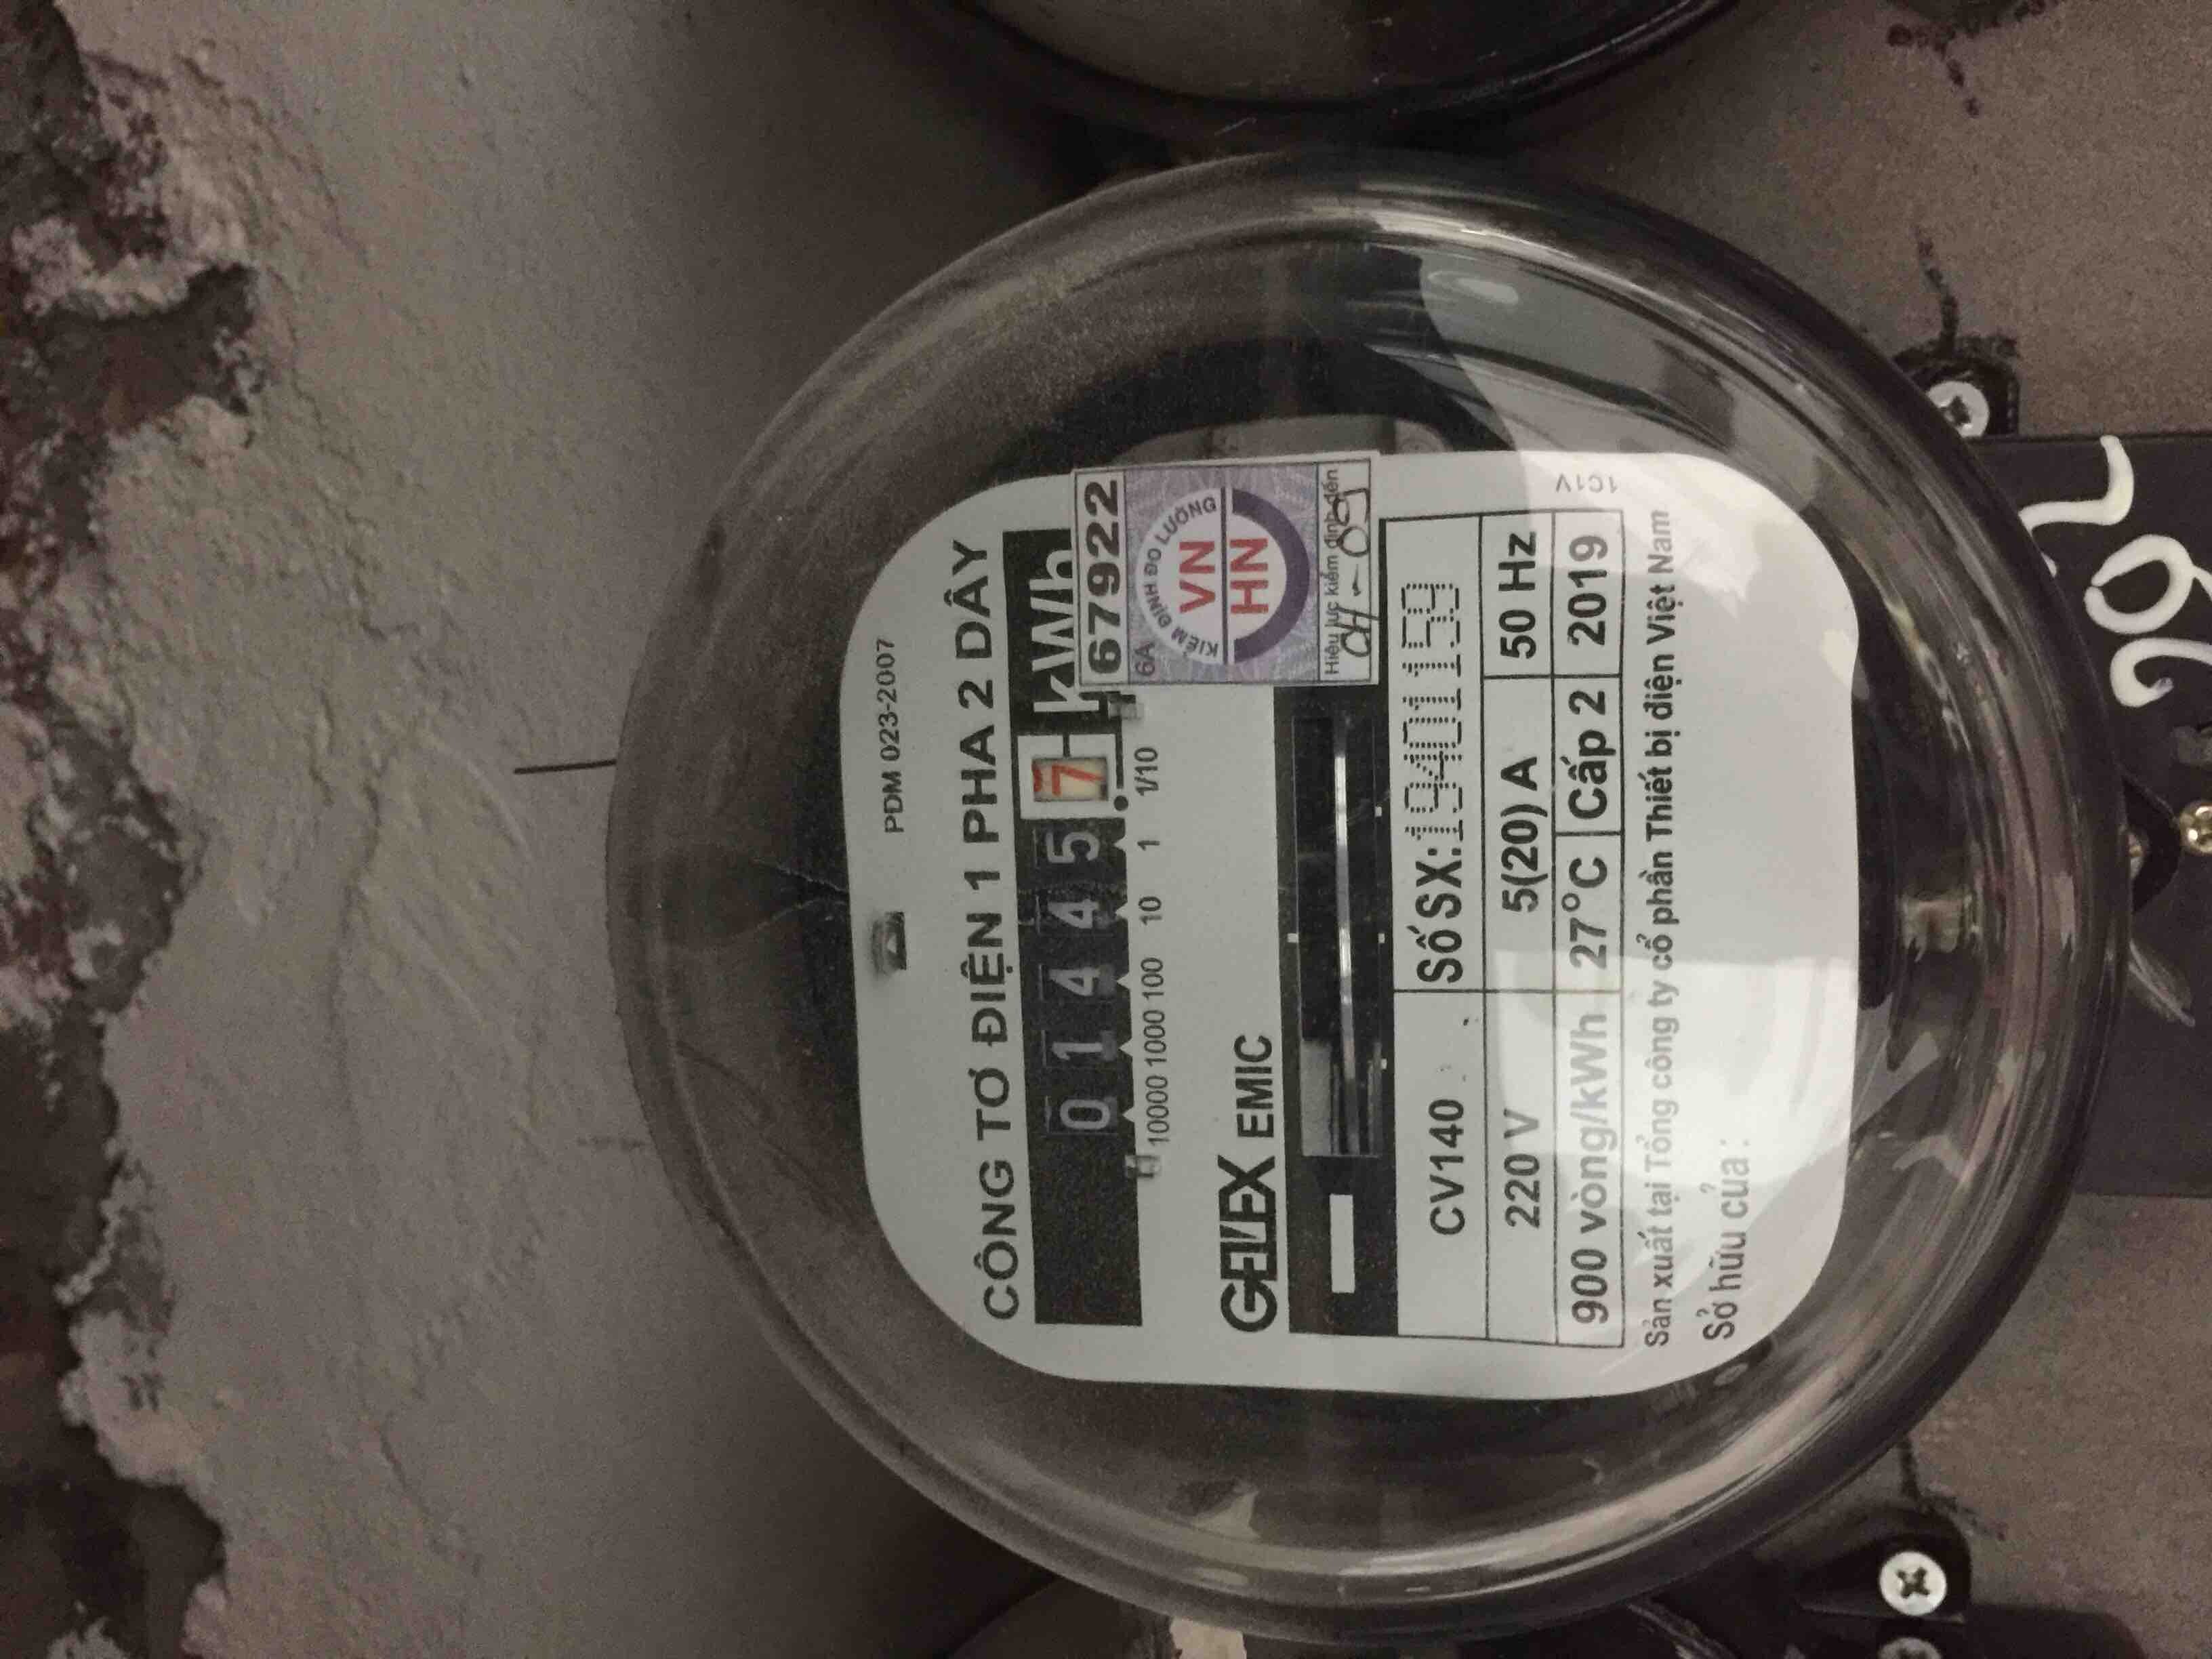 PDM 023-2007
CÔNG TƠ ĐIỆN 1 PHA 2 DÂY
0 1 4 4 5 7 kWh
10000 1000 100 10 1 1/10
67922
6A
KIỂM ĐỊNH ĐO LƯỜNG
VN
HN
Hiệu lực kiểm định đến
GELEX EMIC
CV140 Số SX: 19401159
220 V 5(20) A 50 Hz
900 vòng/kWh 27°C Cấp 2 2019
Sản xuất tại Tổng công ty cổ phần Thiết bị điện Việt Nam
Sở hữu của :
1C1V